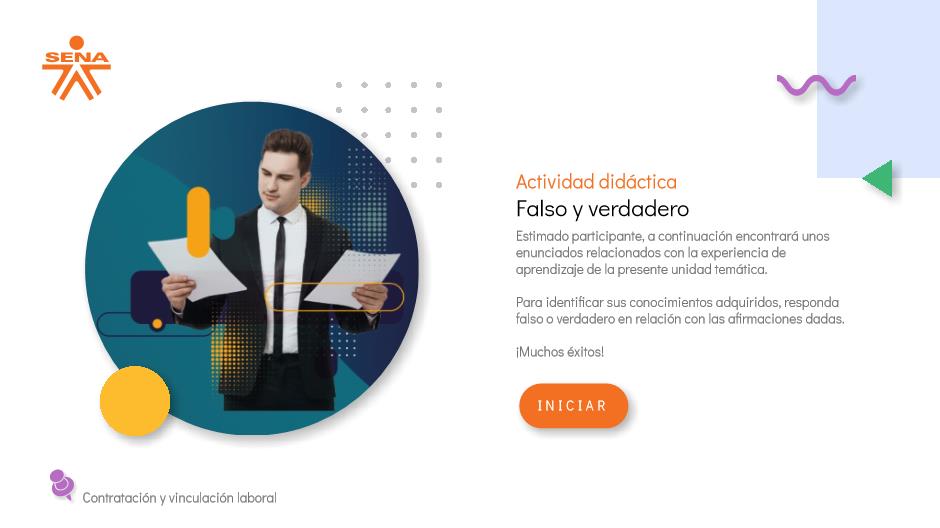 SENA
Actividad didáctica
Falso y verdadero
Estimado participante, a continuación encontrará unos
enunciados relacionados con la experiencia de
aprendizaje de la presente unidad temática.
Para identificar sus conocimientos adquiridos, responda
falso o verdadero en relación con las afirmaciones dadas.
¡Muchos éxitos!
INICIAR
Contratación y vinculación laboral